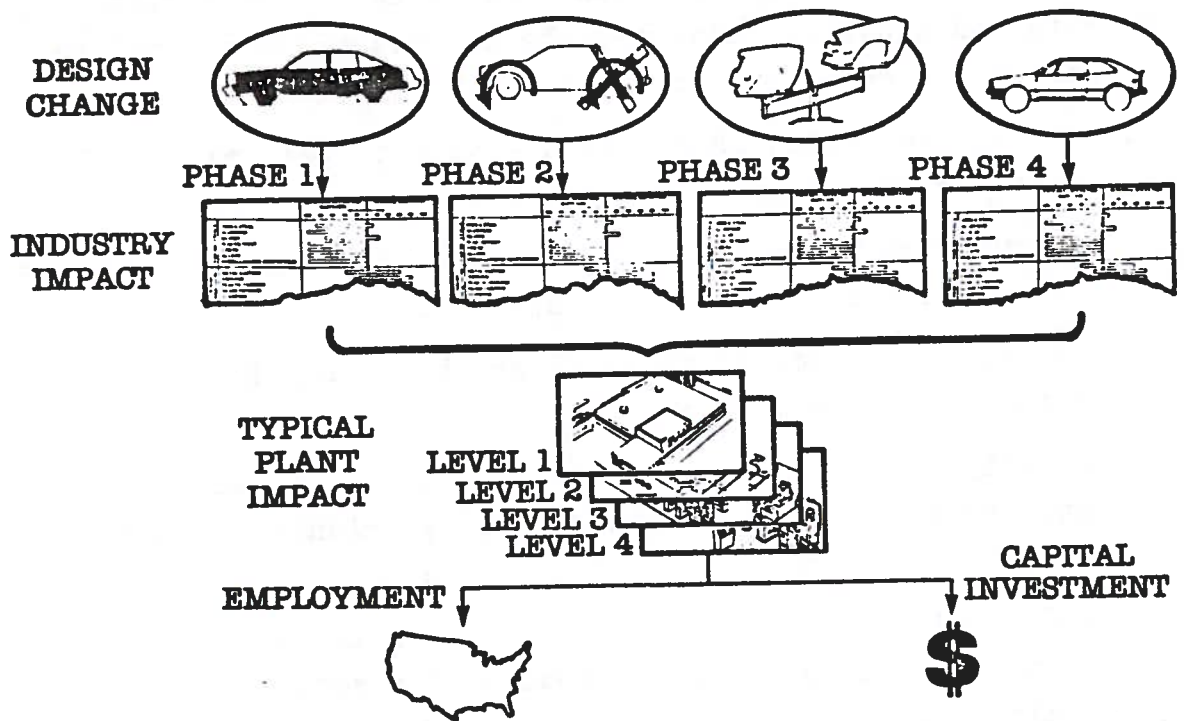 DESIGN
CHANGE
PHASE 1
PHASE 2
PHASE 3
PHASE 4
INDUSTRY
IMPACT
TYPICAL
PLANT
IMPACT
LEVEL 1
LEVEL 2
LEVEL 3
LEVEL 4
EMPLOYMENT
CAPITAL
INVESTMENT
$